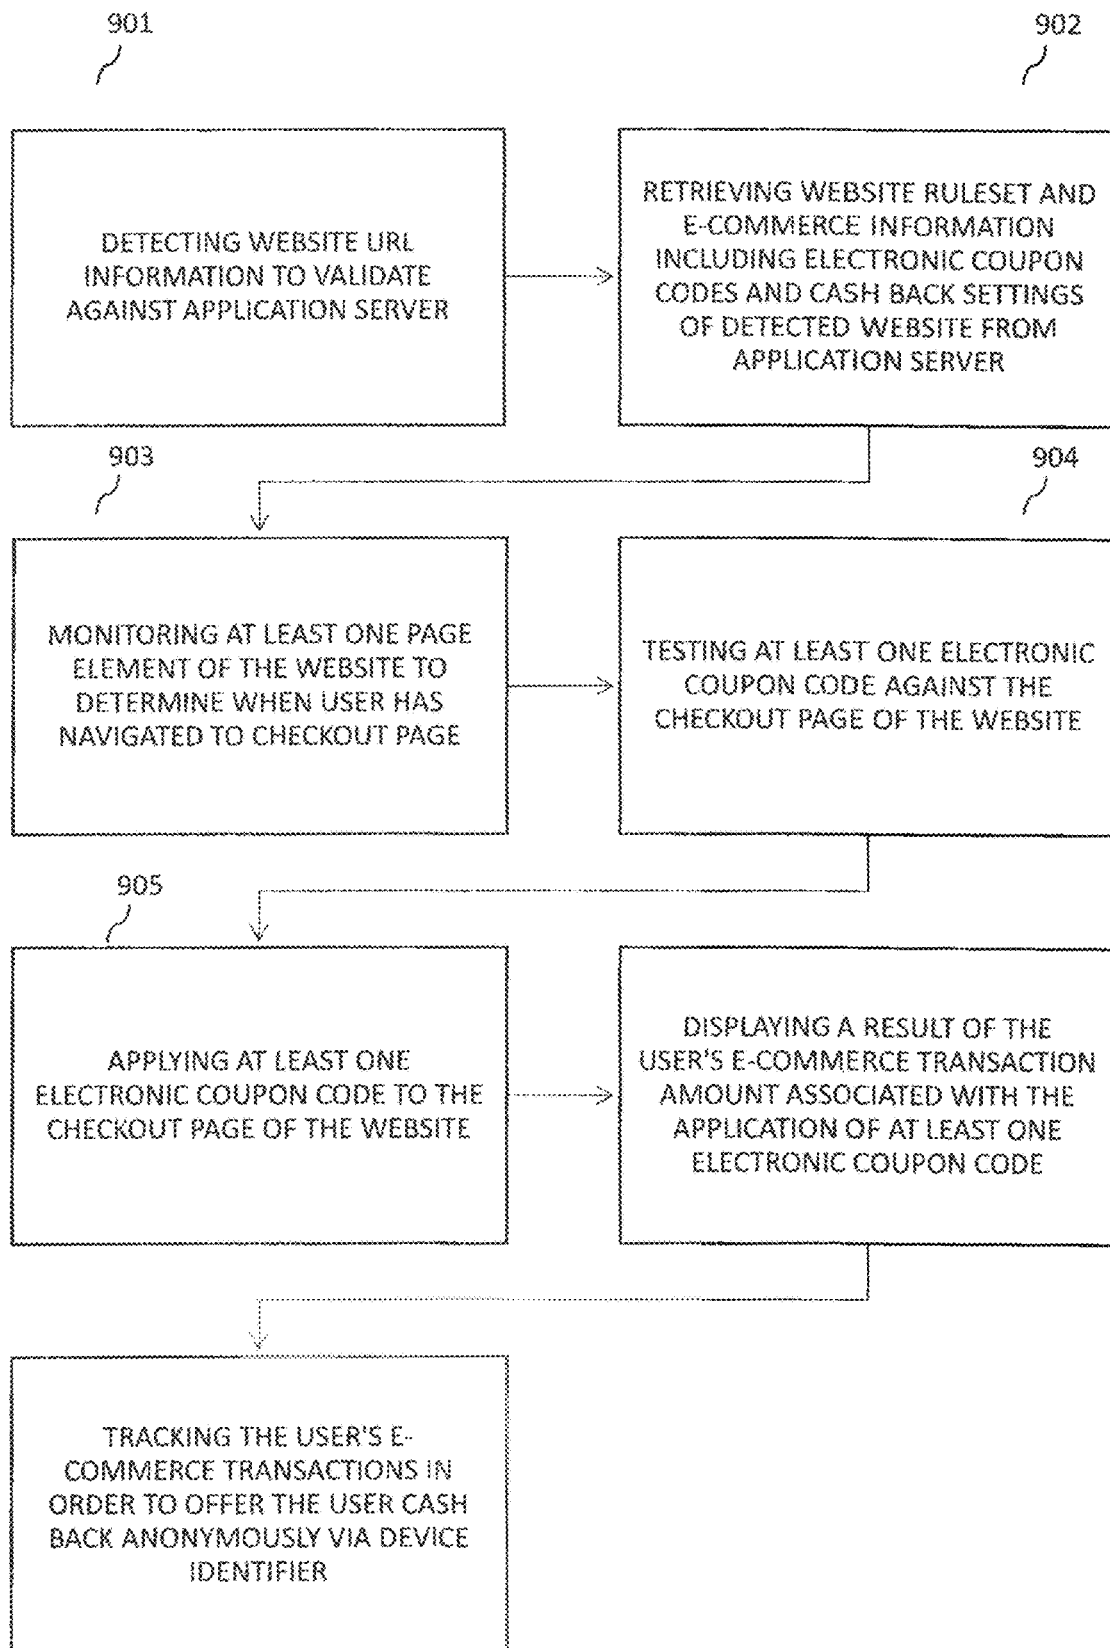 901
902
DETECTING WEBSITE URL
INFORMATION TO VALIDATE
AGAINST APPLICATION SERVER
RETRIEVING WEBSITE RULESET AND
E-COMMERCE INFORMATION
INCLUDING ELECTRONIC COUPON
CODES AND CASH BACK SETTINGS
OF DETECTED WEBSITE FROM
APPLICATION SERVER
903
904
MONITORING AT LEAST ONE PAGE
ELEMENT OF THE WEBSITE TO
DETERMINE WHEN USER HAS
NAVIGATED TO CHECKOUT PAGE
TESTING AT LEAST ONE ELECTRONIC
COUPON CODE AGAINST THE
CHECKOUT PAGE OF THE WEBSITE
905
APPLYING AT LEAST ONE
ELECTRONIC COUPON CODE TO THE
CHECKOUT PAGE OF THE WEBSITE
DISPLAYING A RESULT OF THE
USER'S E-COMMERCE TRANSACTION
AMOUNT ASSOCIATED WITH THE
APPLICATION OF AT LEAST ONE
ELECTRONIC COUPON CODE
TRACKING THE USER'S E-
COMMERCE TRANSACTIONS IN
ORDER TO OFFER THE USER CASH
BACK ANONYMOUSLY VIA DEVICE
IDENTIFIER